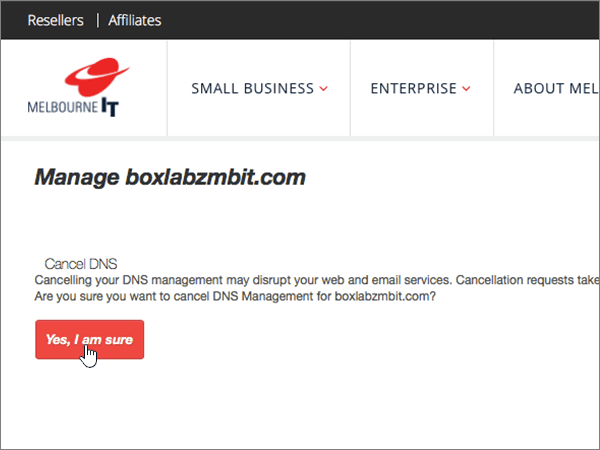 Resellers | Affiliates
MELBOURNE IT
SMALL BUSINESS
ENTERPRISE
ABOUT MEL
Manage boxlabzmbit.com
Cancel DNS
Cancelling your DNS management may disrupt your web and email services. Cancellation requests take
Are you sure you want to cancel DNS Management for boxlabzmbit.com?
Yes, I am sure